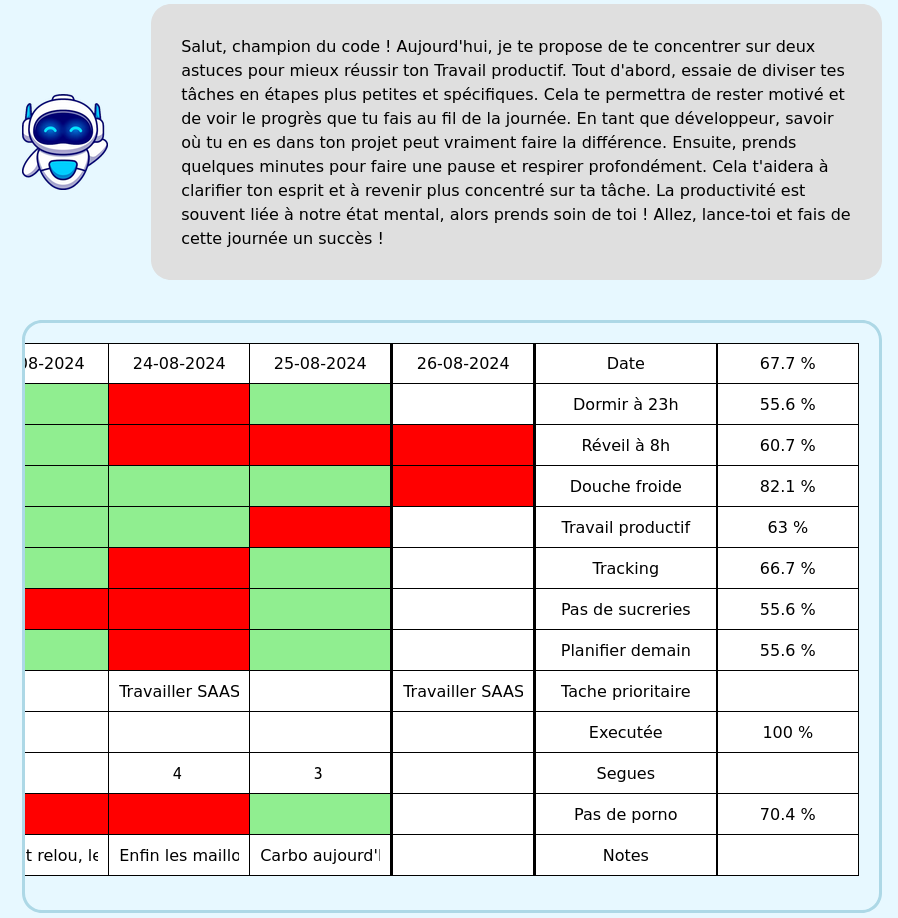 Salut, champion du code ! Aujourd'hui, je te propose de te concentrer sur deux
astuces pour mieux réussir ton Travail productif. Tout d'abord, essaie de diviser tes
tâches en étapes plus petites et spécifiques. Cela te permettra de rester motivé et
de voir le progrès que tu fais au fil de la journée. En tant que développeur, savoir
où tu en es dans ton projet peut vraiment faire la différence. Ensuite, prends
quelques minutes pour faire une pause et respirer profondément. Cela t'aidera à
clarifier ton esprit et à revenir plus concentré sur ta tâche. La productivité est
souvent liée à notre état mental, alors prends soin de toi ! Allez, lance-toi et fais de
cette journée un succès !
08-2024 24-08-2024 25-08-2024 26-08-2024 Date 67.7 %
Dormir à 23h 55.6 %
Réveil à 8h 60.7 %
Douche froide 82.1 %
Travail productif 63 %
Tracking 66.7 %
Pas de sucreries 55.6 %
Planifier demain 55.6 %
Travailler SAAS Travailler SAAS Tache prioritaire
Executée 100 %
4 3 Segues
Pas de porno 70.4 %
t relou, le Enfin les maillo Carbo aujourd' Notes